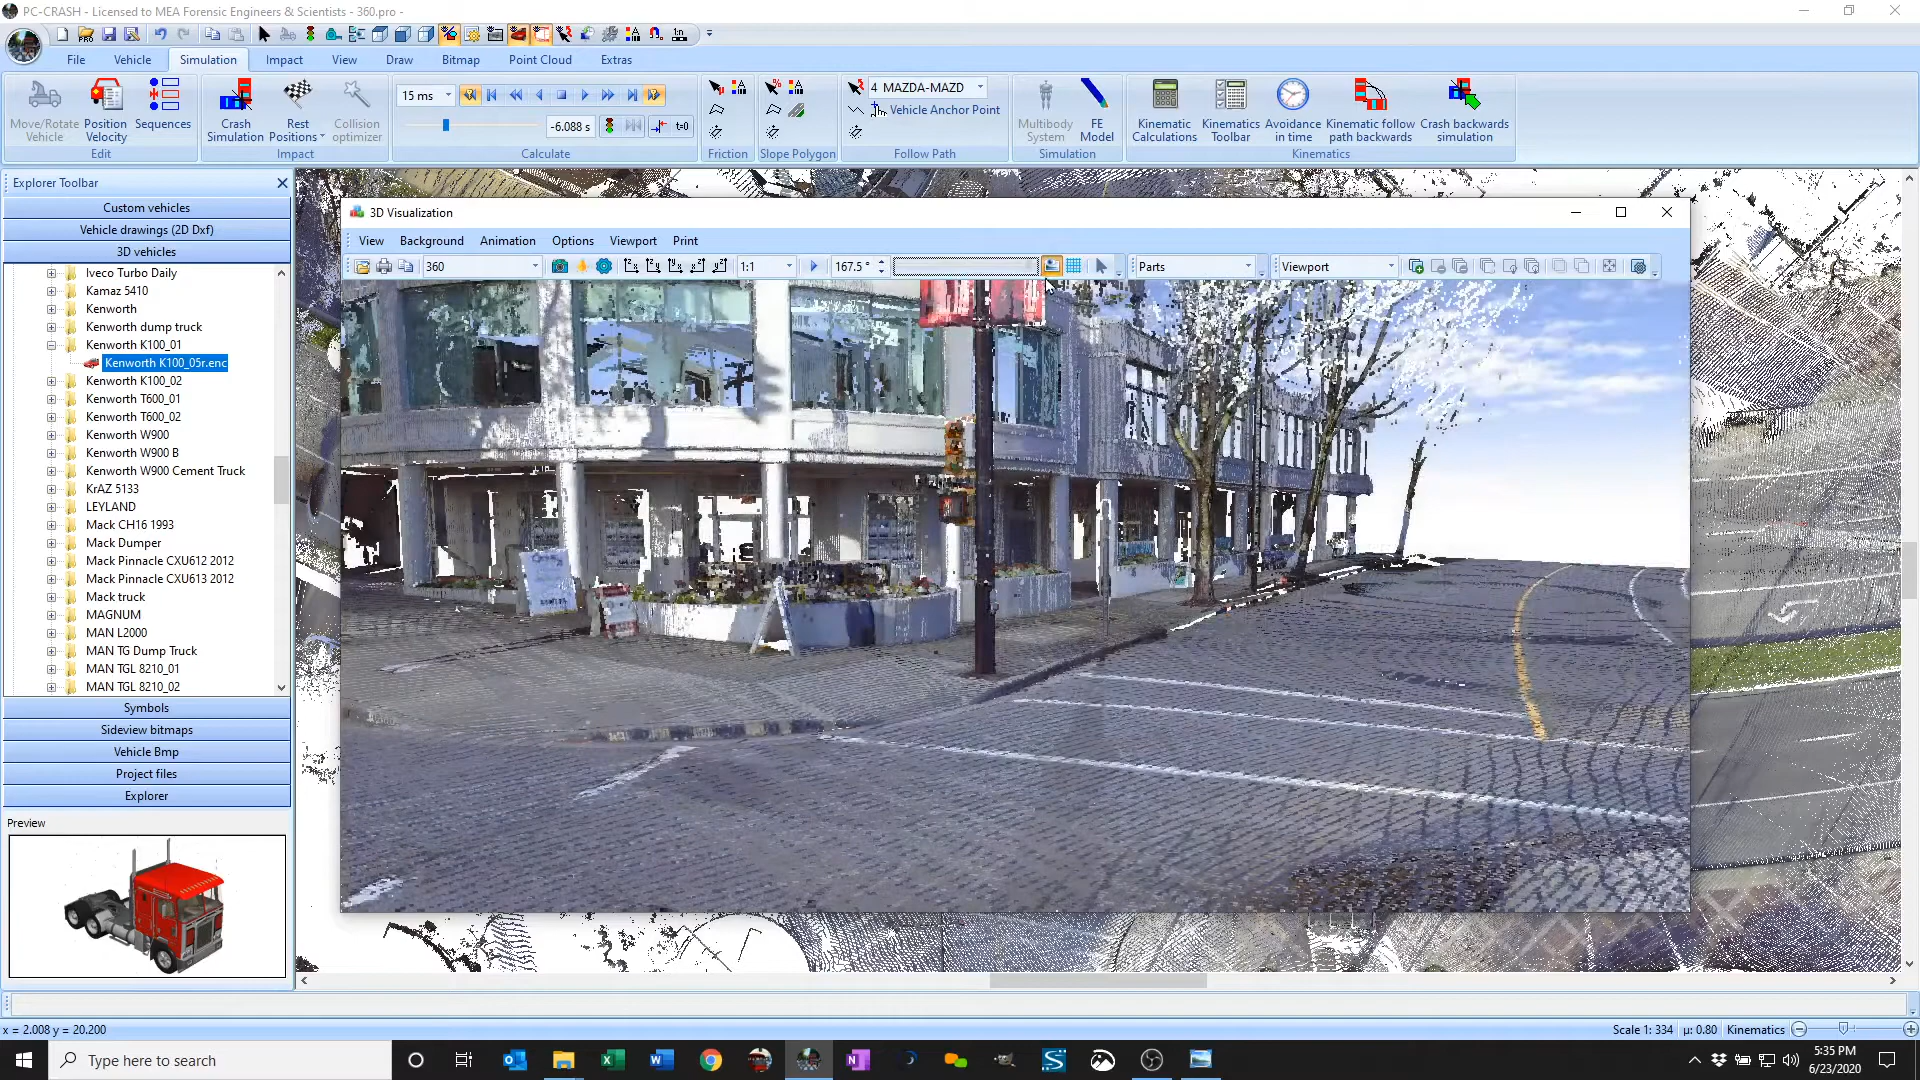 PC-CRASH - Licensed to MEA Forensic Engineers & Scientists - 360.pro -
File Vehicle Simulation Impact View Draw Bitmap Point Cloud Extras
Move/Rotate Vehicle
Position Velocity
Sequences
Edit
Crash Simulation
Rest Positions
Collision optimizer
Impact
15 ms
-6.088 s
t=0
Calculate
Friction
Slope Polygon
4 MAZDA-MAZD
Vehicle Anchor Point
Follow Path
Multibody System
FE Model
Simulation
Kinematic Calculations
Kinematics Toolbar
Avoidance in time
Kinematic follow path backwards
Crash backwards simulation
Kinematics
Explorer Toolbar
Custom vehicles
Vehicle drawings (2D Dxf)
3D vehicles
Iveco Turbo Daily
Kamaz 5410
Kenworth
Kenworth dump truck
Kenworth K100_01
Kenworth K100_05r.enc
Kenworth K100_02
Kenworth T600_01
Kenworth T600_02
Kenworth W900
Kenworth W900 B
Kenworth W900 Cement Truck
KrAZ 5133
LEYLAND
Mack CH16 1993
Mack Dumper
Mack Pinnacle CXU612 2012
Mack Pinnacle CXU613 2012
Mack truck
MAGNUM
MAN L2000
MAN TG Dump Truck
MAN TGL 8210_01
MAN TGL 8210_02
Symbols
Sideview bitmaps
Vehicle Bmp
Project files
Explorer
Preview
3D Visualization
View Background Animation Options Viewport Print
360
1:1
167.5 °
Parts
Viewport
x = 2.008 y = 20.200
Scale 1: 334 µ: 0.80 Kinematics
Type here to search
5:35 PM
6/23/2020